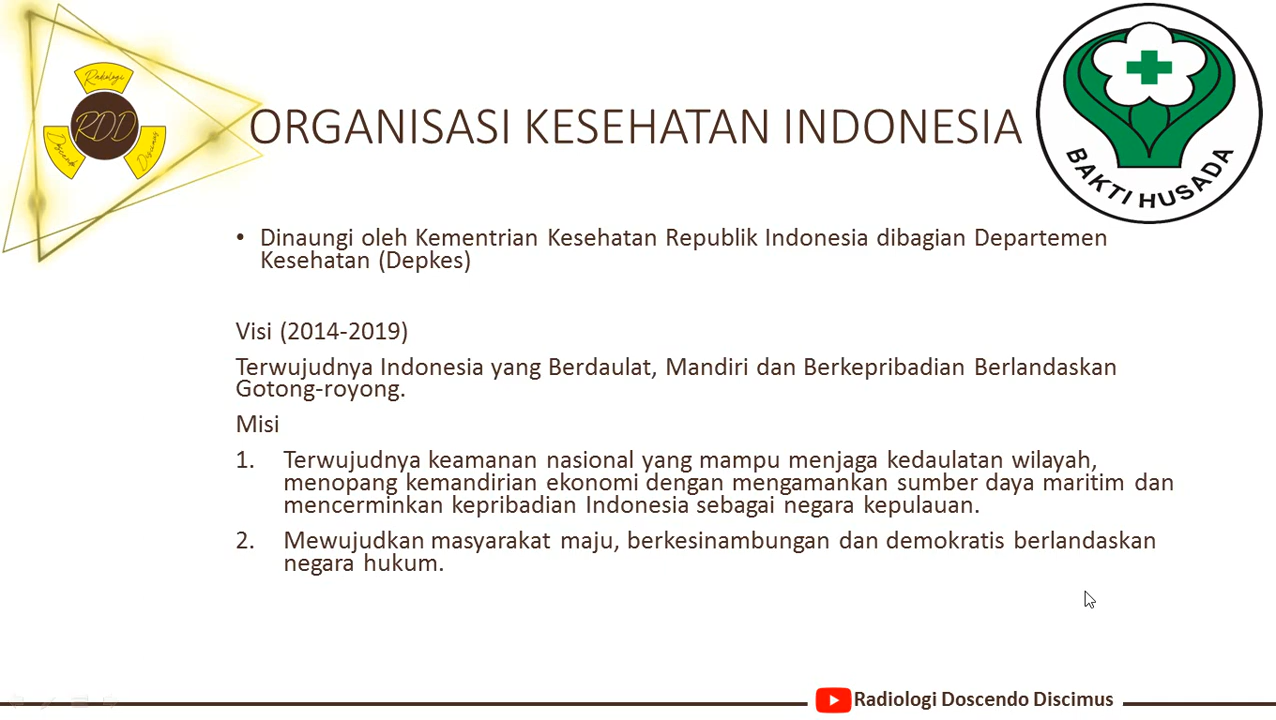 Radiologi
RDD
Doscendo
Discimus
ORGANISASI KESEHATAN INDONESIA
BAKTI HUSADA
• Dinaungi oleh Kementrian Kesehatan Republik Indonesia dibagian Departemen
Kesehatan (Depkes)
Visi (2014-2019)
Terwujudnya Indonesia yang Berdaulat, Mandiri dan Berkepribadian Berlandaskan
Gotong-royong.
Misi
1. Terwujudnya keamanan nasional yang mampu menjaga kedaulatan wilayah,
menopang kemandirian ekonomi dengan mengamankan sumber daya maritim dan
mencerminkan kepribadian Indonesia sebagai negara kepulauan.
2. Mewujudkan masyarakat maju, berkesinambungan dan demokratis berlandaskan
negara hukum.
Radiologi Doscendo Discimus